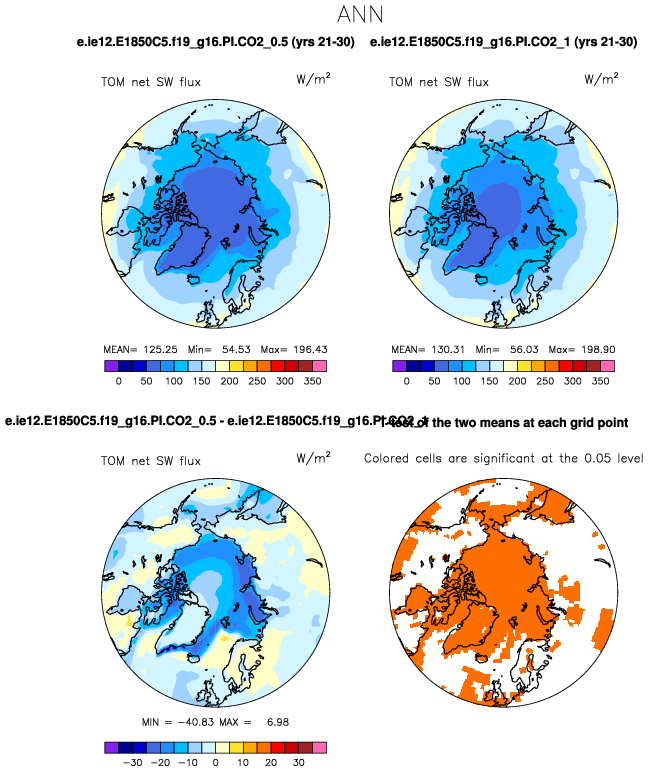 ANN
e.ie12.E1850C5.f19_g16.PI.CO2_0.5 (yrs 21-30) e.ie12.E1850C5.f19_g16.PI.CO2_1 (yrs 21-30)
TOM net SW flux W/m² TOM net SW flux W/m²
MEAN= 125.25 Min= 54.53 Max= 196.43 MEAN= 130.31 Min= 56.03 Max= 198.90
0 50 100 150 200 250 300 350 0 50 100 150 200 250 300 350
e.ie12.E1850C5.f19_g16.PI.CO2_0.5 - e.ie12.E1850C5.f19_g16.PI.CO2_1 T-test of the two means at each grid point
TOM net SW flux W/m² Colored cells are significant at the 0.05 level
MIN = −40.83 MAX = 6.98
−30 −20 −10 0 10 20 30